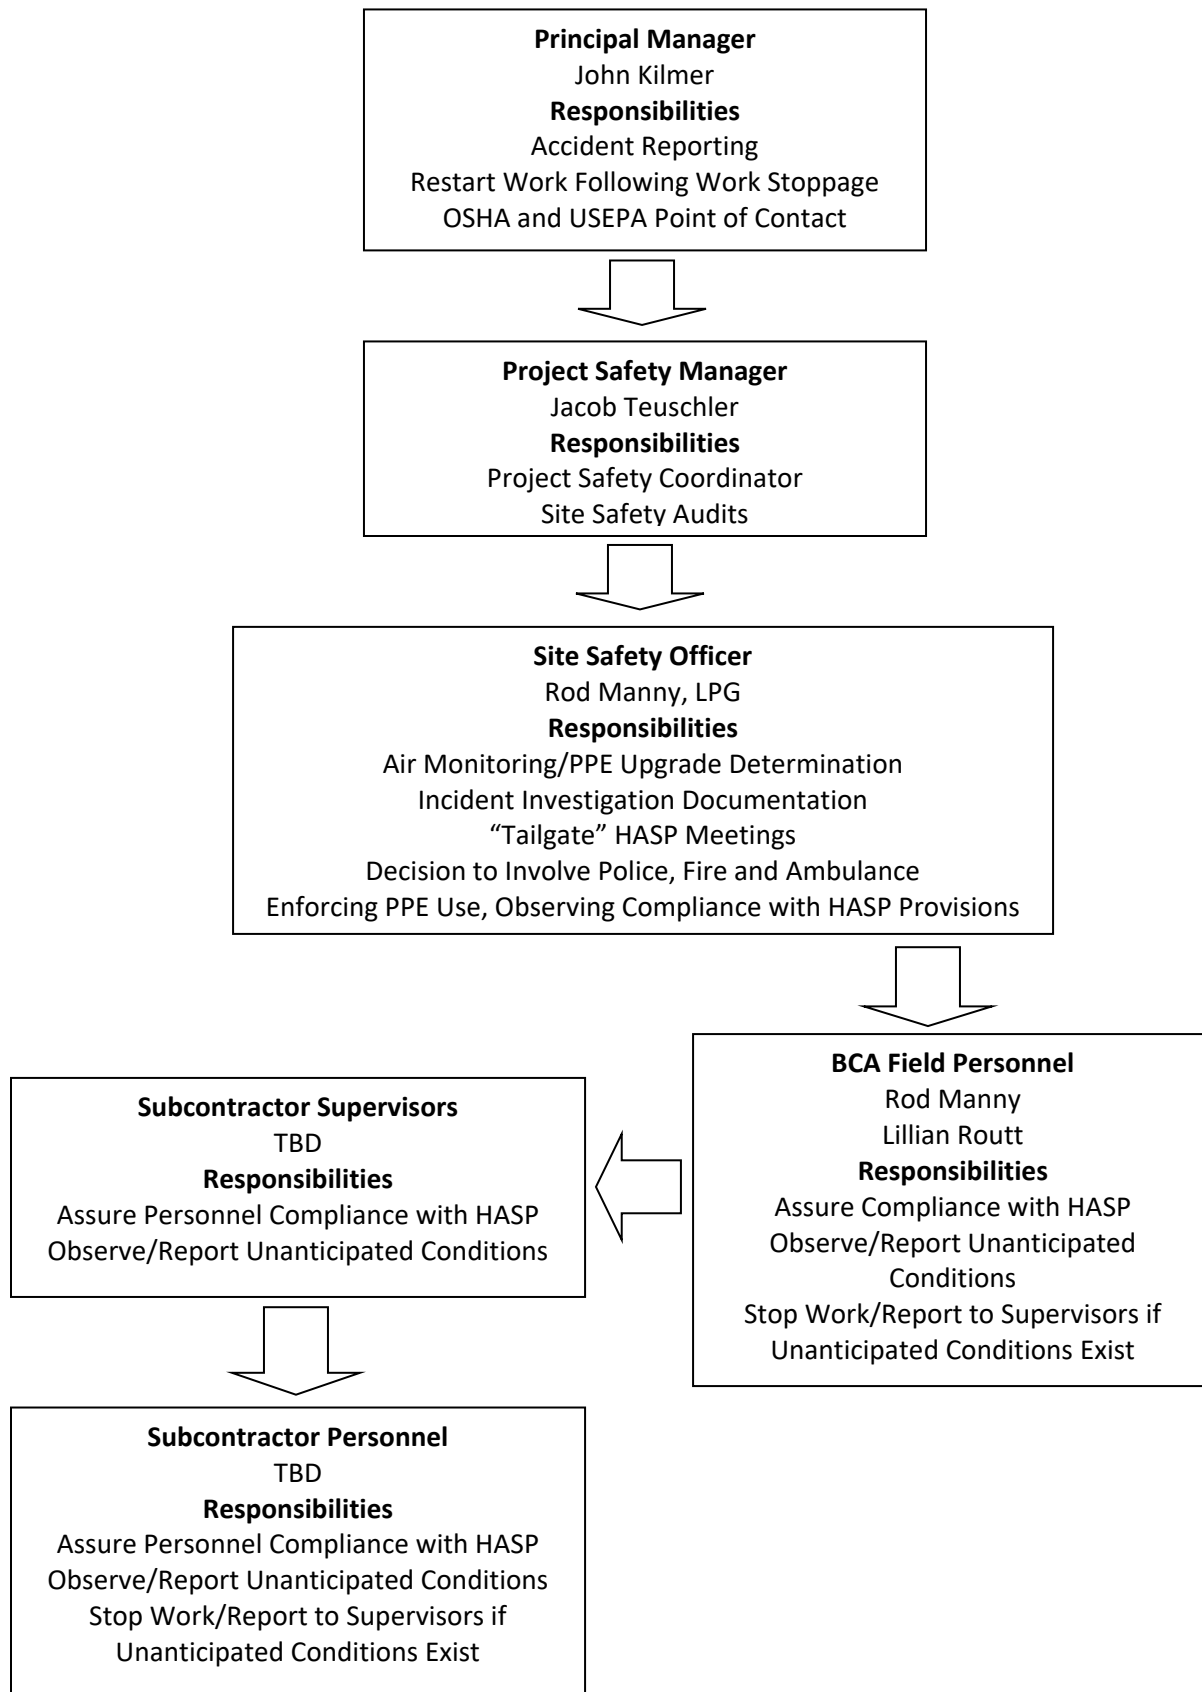 Principal Manager
John Kilmer
Responsibilities
Accident Reporting
Restart Work Following Work Stoppage
OSHA and USEPA Point of Contact
Project Safety Manager
Jacob Teuschler
Responsibilities
Project Safety Coordinator
Site Safety Audits
Site Safety Officer
Rod Manny, LPG
Responsibilities
Air Monitoring/PPE Upgrade Determination
Incident Investigation Documentation
“Tailgate” HASP Meetings
Decision to Involve Police, Fire and Ambulance
Enforcing PPE Use, Observing Compliance with HASP Provisions
BCA Field Personnel
Rod Manny
Lillian Routt
Responsibilities
Assure Compliance with HASP
Observe/Report Unanticipated
Conditions
Stop Work/Report to Supervisors if
Unanticipated Conditions Exist
Subcontractor Supervisors
TBD
Responsibilities
Assure Personnel Compliance with HASP
Observe/Report Unanticipated Conditions
Subcontractor Personnel
TBD
Responsibilities
Assure Personnel Compliance with HASP
Observe/Report Unanticipated Conditions
Stop Work/Report to Supervisors if
Unanticipated Conditions Exist